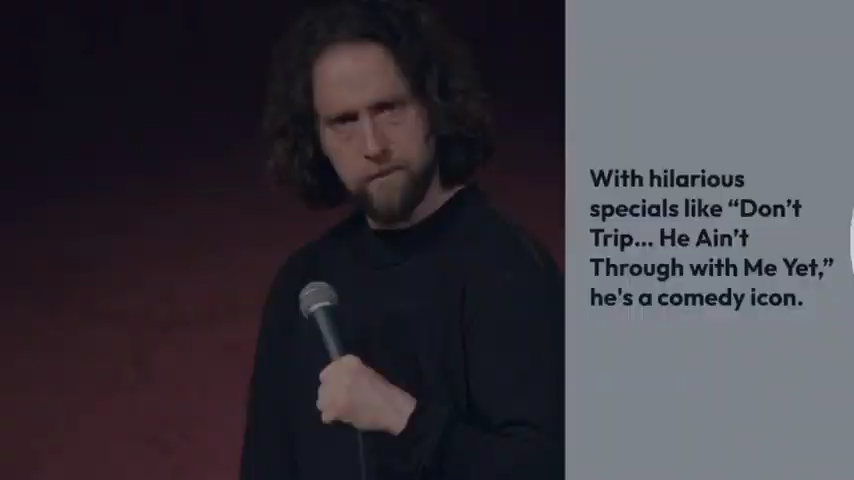 With hilarious
specials like “Don’t
Trip... He Ain’t
Through with Me Yet,”
he's a comedy icon.